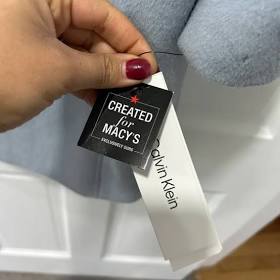 CREATED
for
MACY'S
EXCLUSIVELY OURS
Calvin Klein